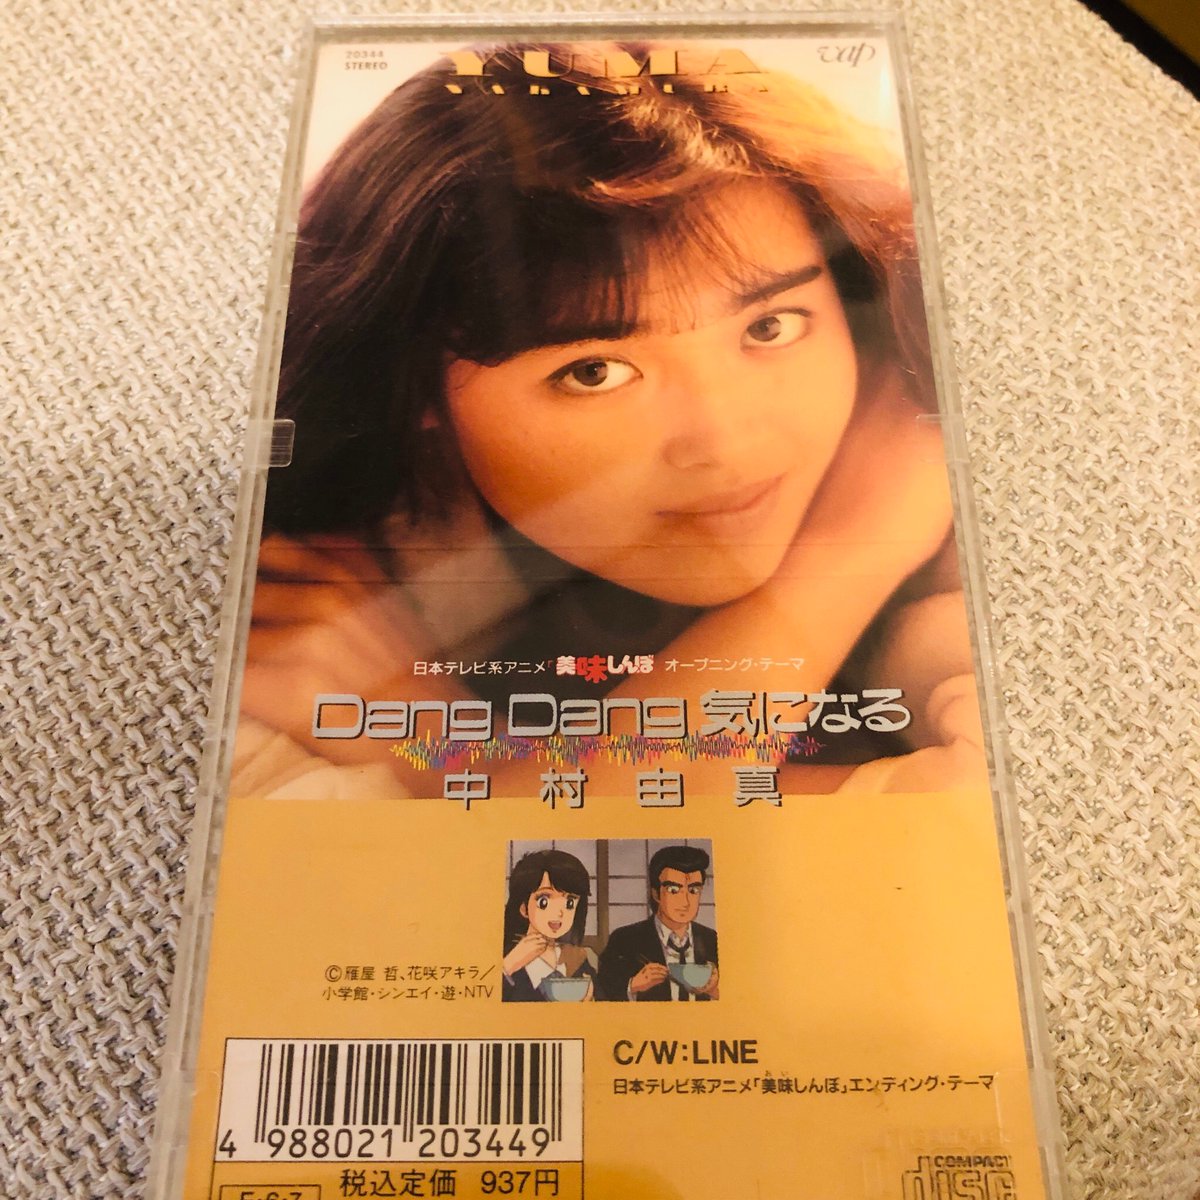 20344
STEREO
YUMA
NAKAMURA
vap
日本テレビ系アニメ「美味しんぼ オープニング・テーマ
Dang Dang 気になる
中村由真
©雁屋 哲、花咲アキラ／
小学館・シンエイ・遊・NTV
C/W:LINE
おい
日本テレビ系アニメ「美味しんぼ」エンディング・テーマ
4 988021 203449
税込定価 937円
COMPACT
disc